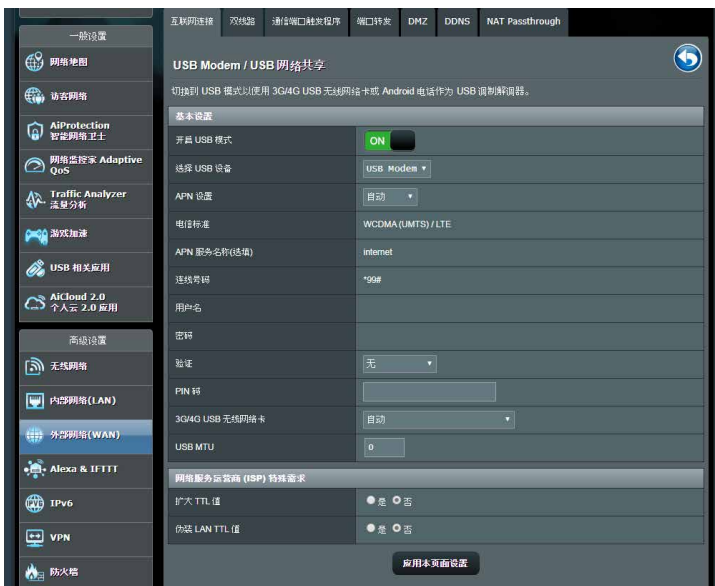 一般设置
网络地图
访客网络
AiProtection
智能网络卫士
网络监控家 Adaptive
QoS
Traffic Analyzer
流量分析
游戏加速
USB 相关应用
AiCloud 2.0
个人云 2.0 应用
高级设置
无线网络
内部网络(LAN)
外部网络(WAN)
Alexa & IFTTT
IPv6
VPN
防火墙
互联网连接 双线路 通信端口触发程序 端口转发 DMZ DDNS NAT Passthrough
USB Modem / USB网络共享
切换到 USB 模式以使用 3G/4G USB 无线网络卡或 Android 电话作为 USB 调制解调器。
基本设置
开启 USB 模式 ON
选择 USB 设备 USB Modem
APN 设置 自动
电信标准 WCDMA (UMTS) / LTE
APN 服务名称(选填) internet
连线号码 *99#
用户名
密码
验证 无
PIN 码
3G/4G USB 无线网络卡 自动
USB MTU 0
网络服务运营商 (ISP) 特殊需求
扩大 TTL 值 是 否
伪装 LAN TTL 值 是 否
应用本页面设置